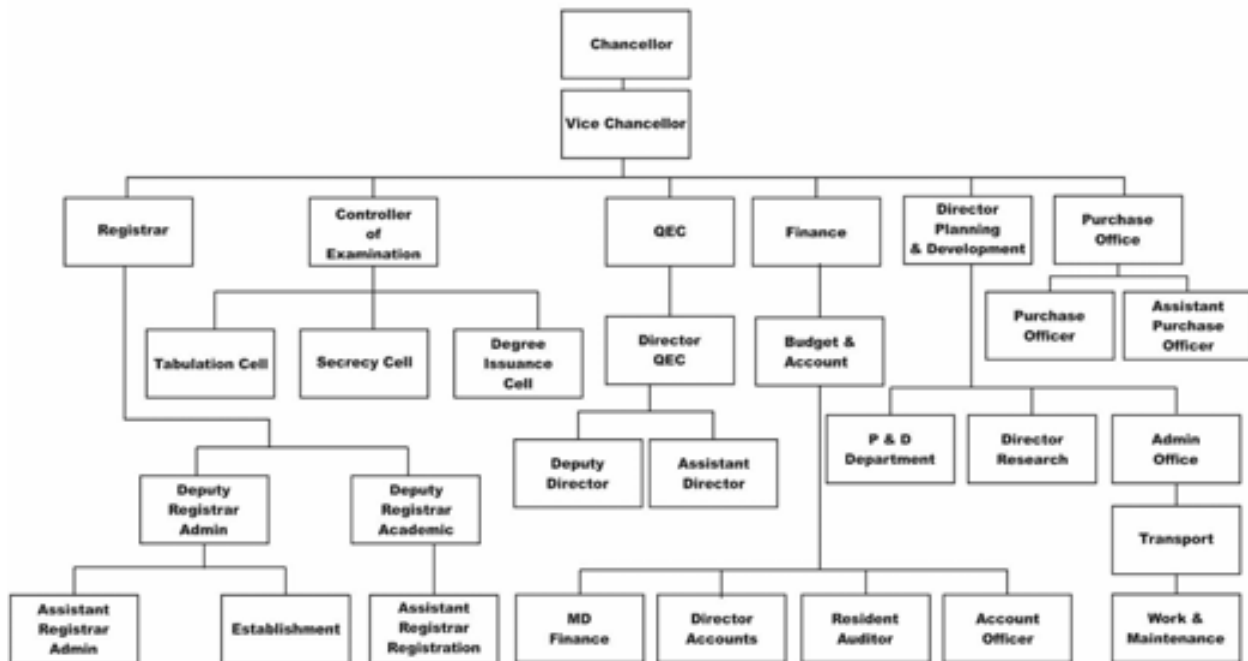 Chancellor
Vice Chancellor
Registrar
Controller
of
Examination
QEC
Finance
Director
Planning
& Development
Purchase
Office
Tabulation Cell
Secrecy Cell
Degree
Issuance
Cell
Director
QEC
Budget &
Account
Purchase
Officer
Assistant
Purchase
Officer
Deputy
Registrar
Admin
Deputy
Registrar
Academic
Deputy
Director
Assistant
Director
P & D
Department
Director
Research
Admin
Office
Transport
Assistant
Registrar
Admin
Establishment
Assistant
Registrar
Registration
MD
Finance
Director
Accounts
Resident
Auditor
Account
Officer
Work &
Maintenance